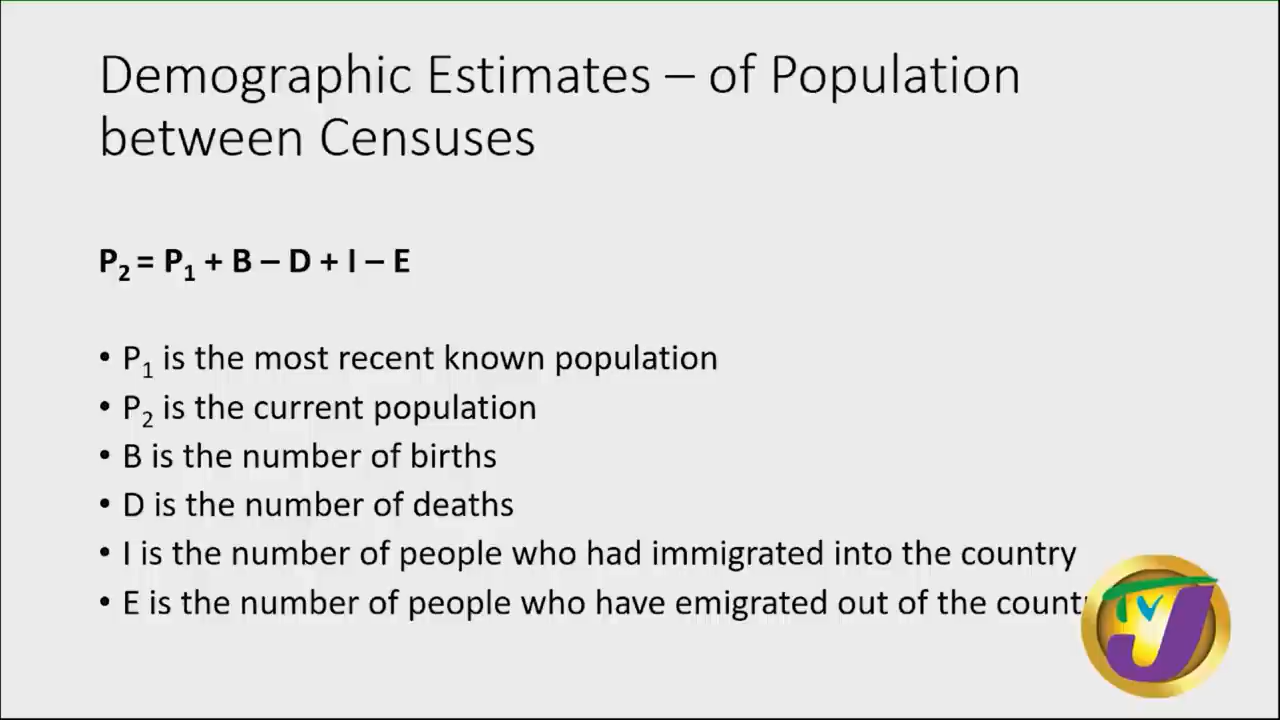 Demographic Estimates – of Population
between Censuses
P₂ = P₁ + B – D + I – E
• P₁ is the most recent known population
• P₂ is the current population
• B is the number of births
• D is the number of deaths
• I is the number of people who had immigrated into the country
• E is the number of people who have emigrated out of the
TVJ